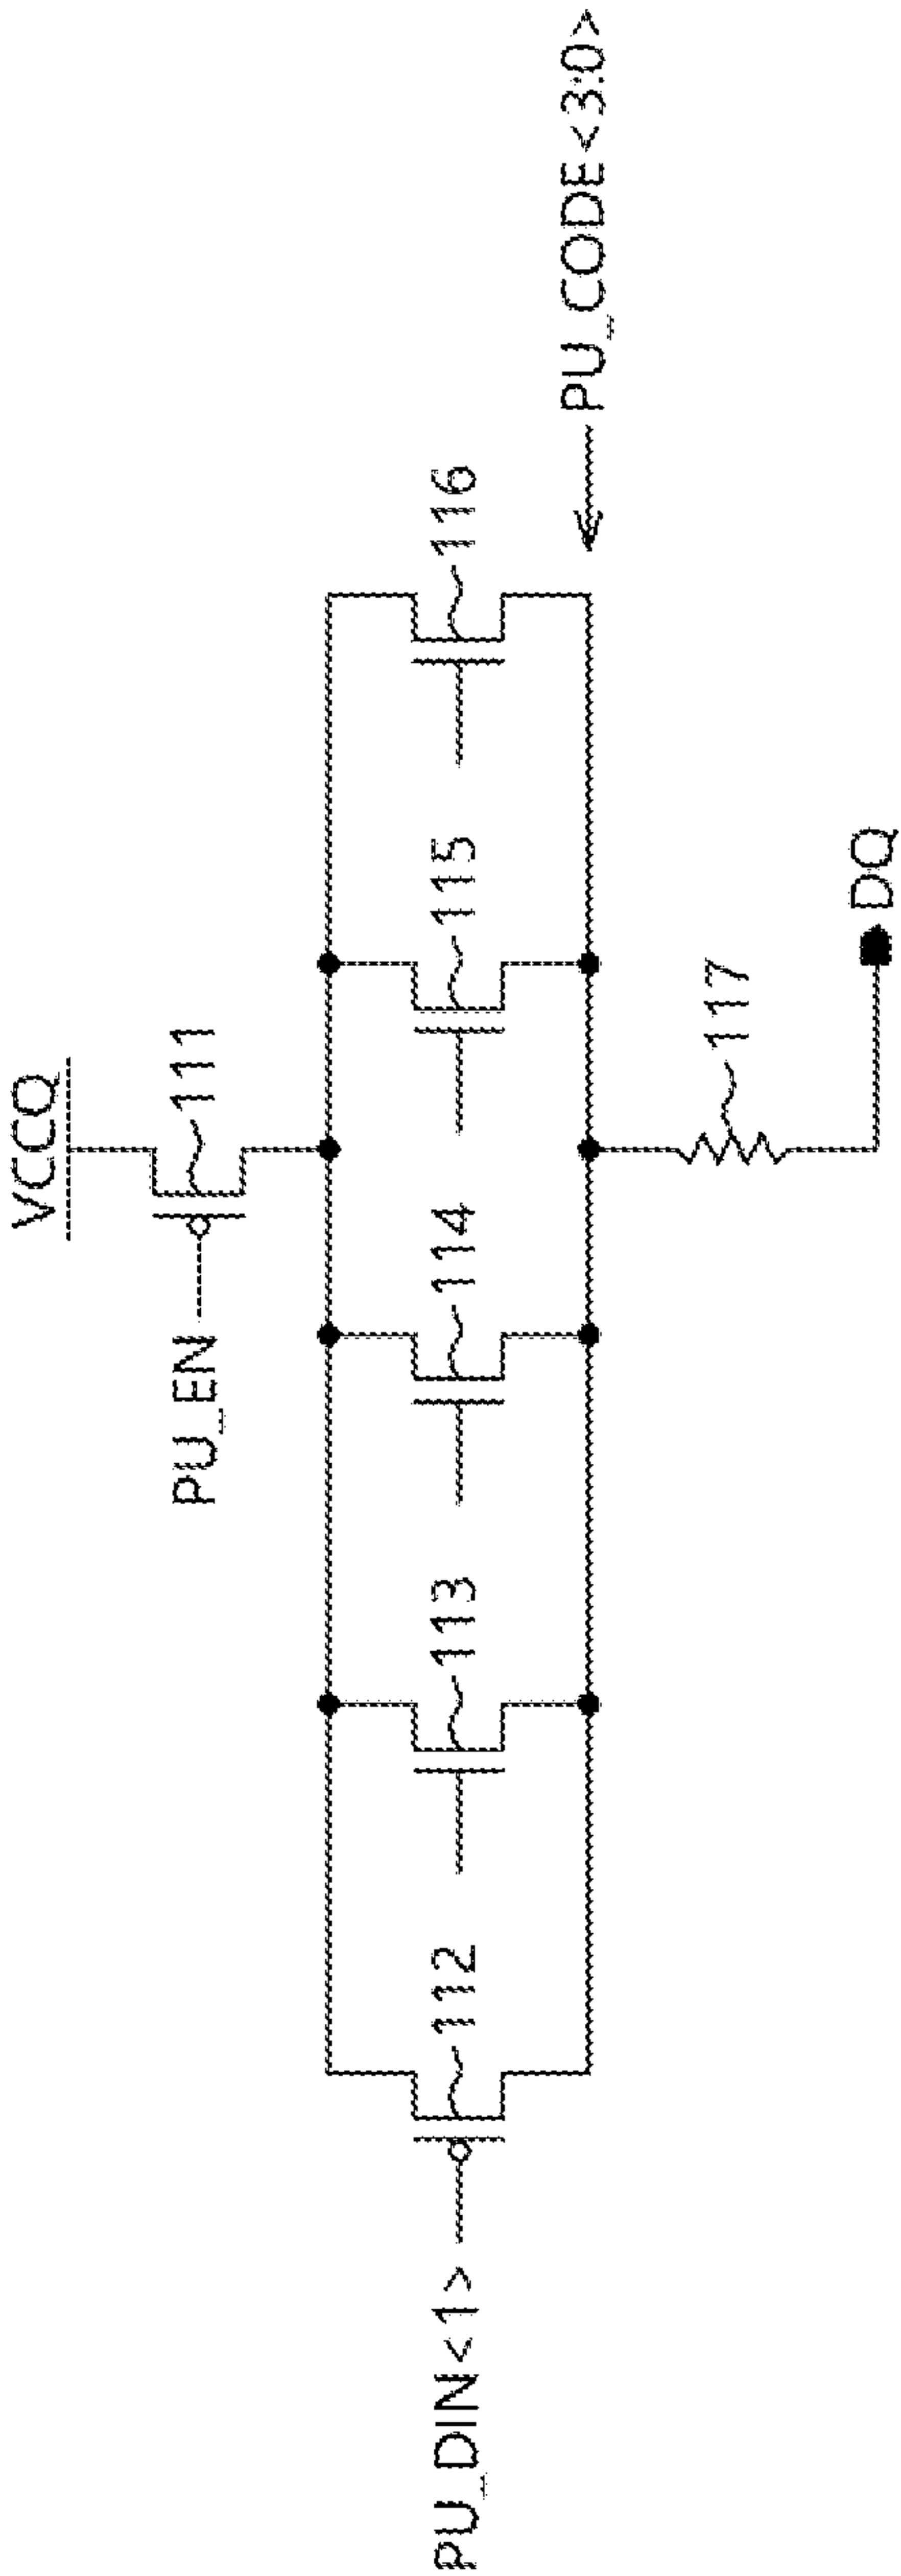 VCCQ
PU_EN
111
PU_DIN<1>
112
113
114
115
116
PU_CODE<3:0>
117
DQ